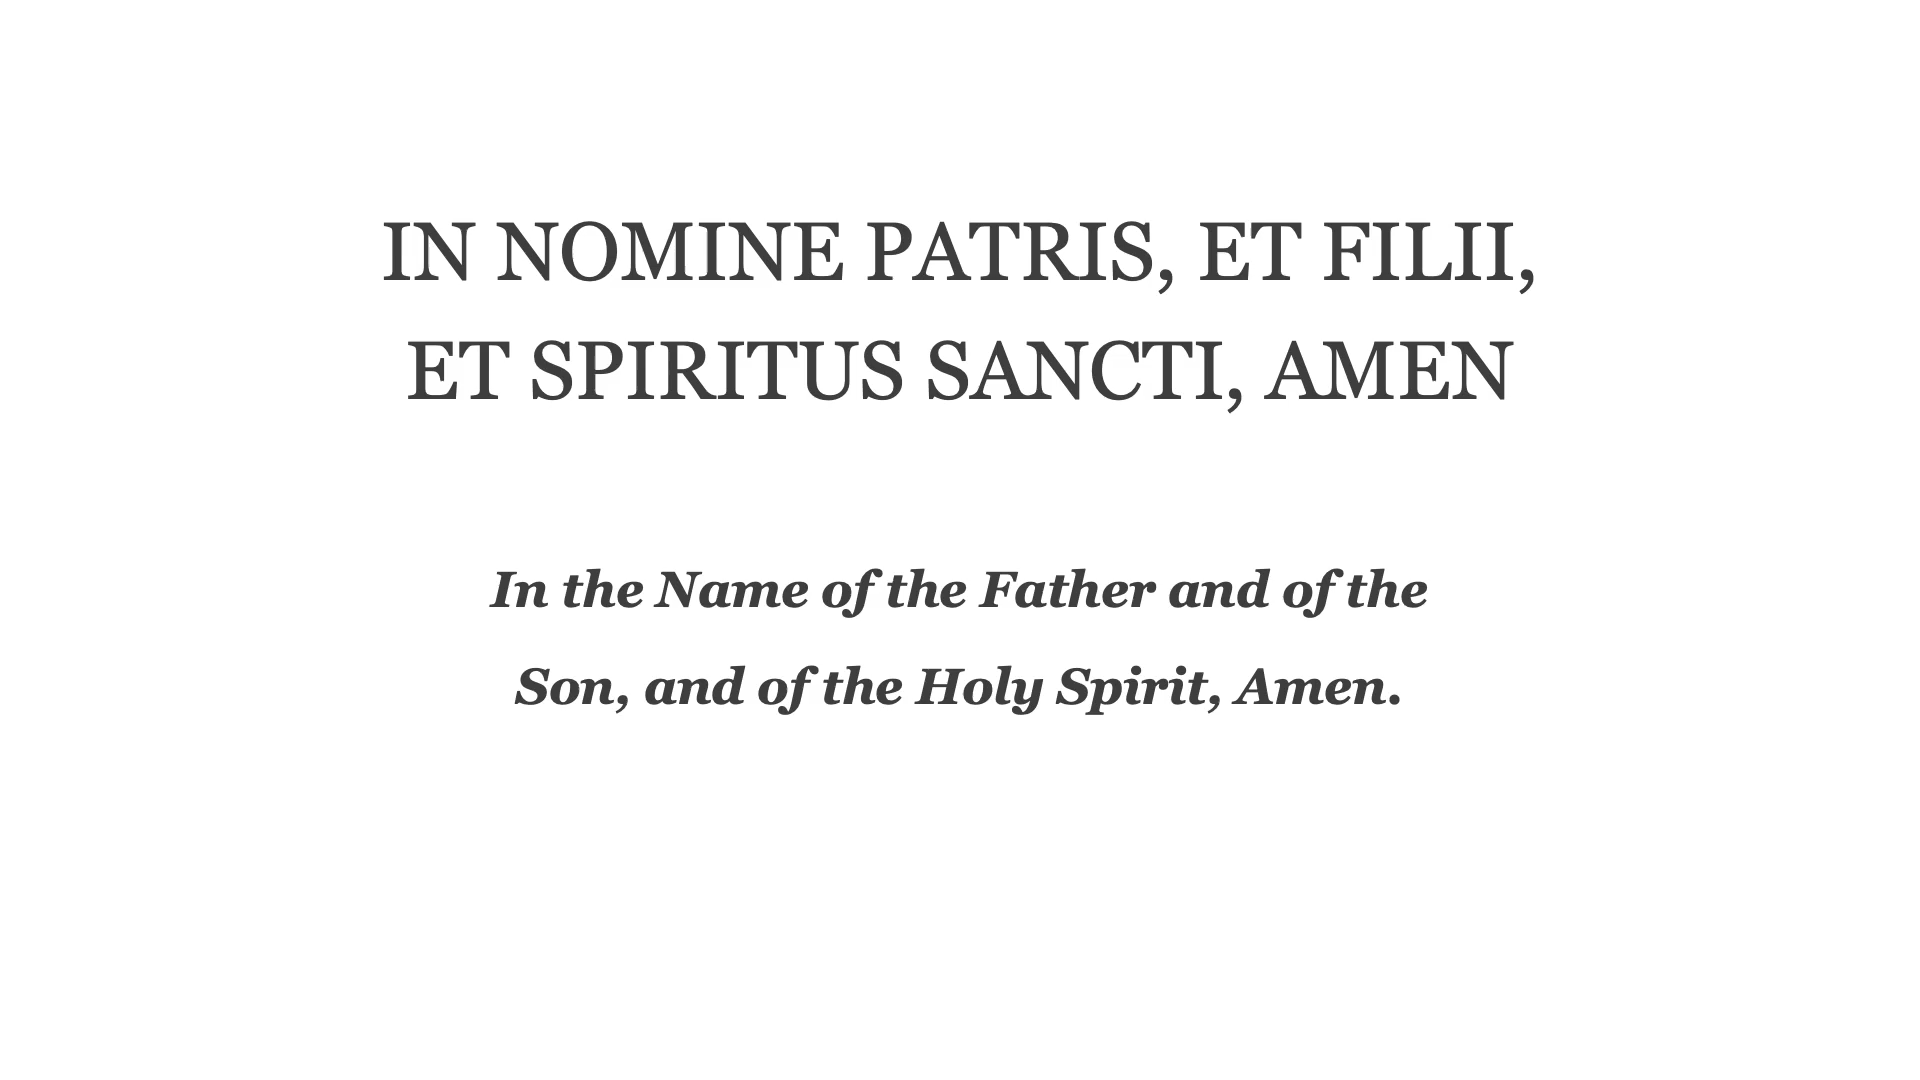 IN NOMINE PATRIS, ET FILII,
ET SPIRITUS SANCTI, AMEN
In the Name of the Father and of the
Son, and of the Holy Spirit, Amen.